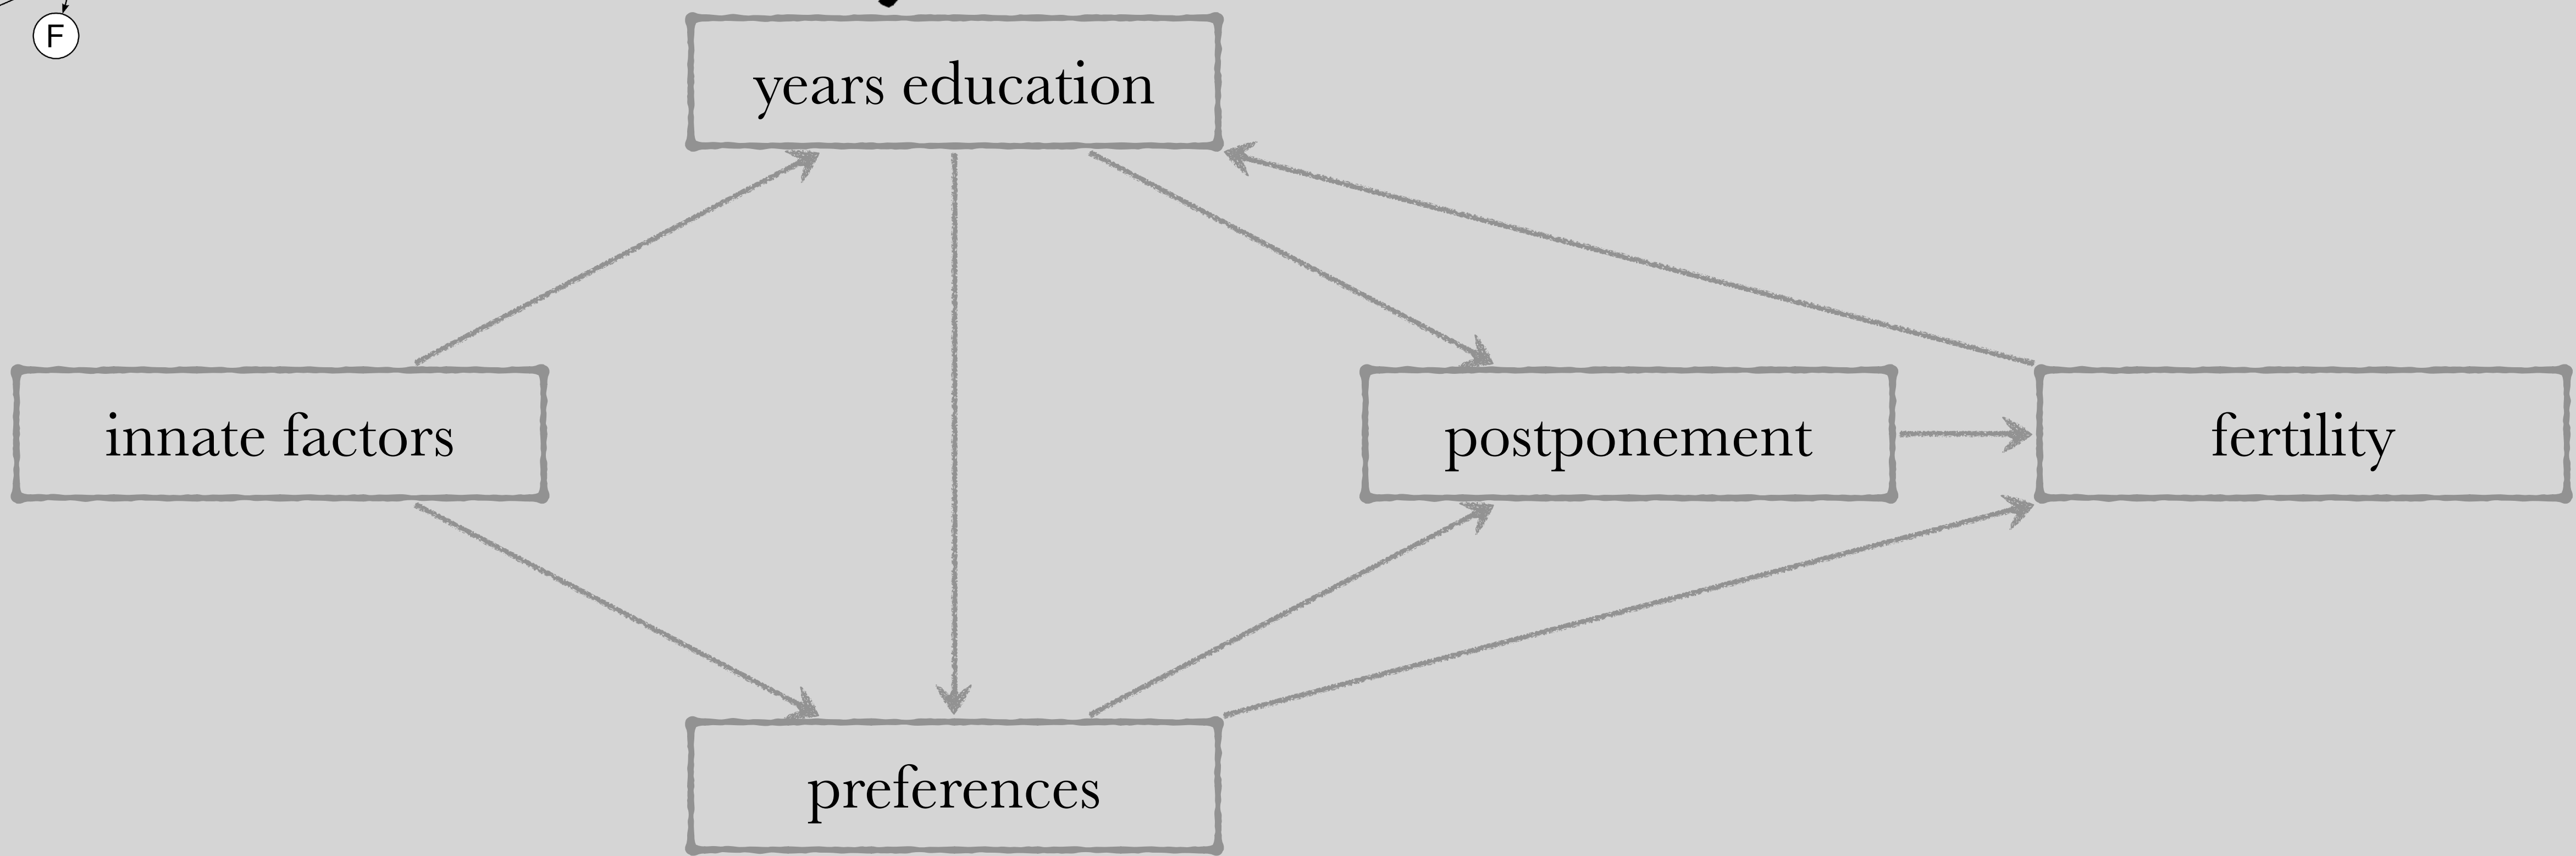 F
years education
innate factors
postponement
fertility
preferences